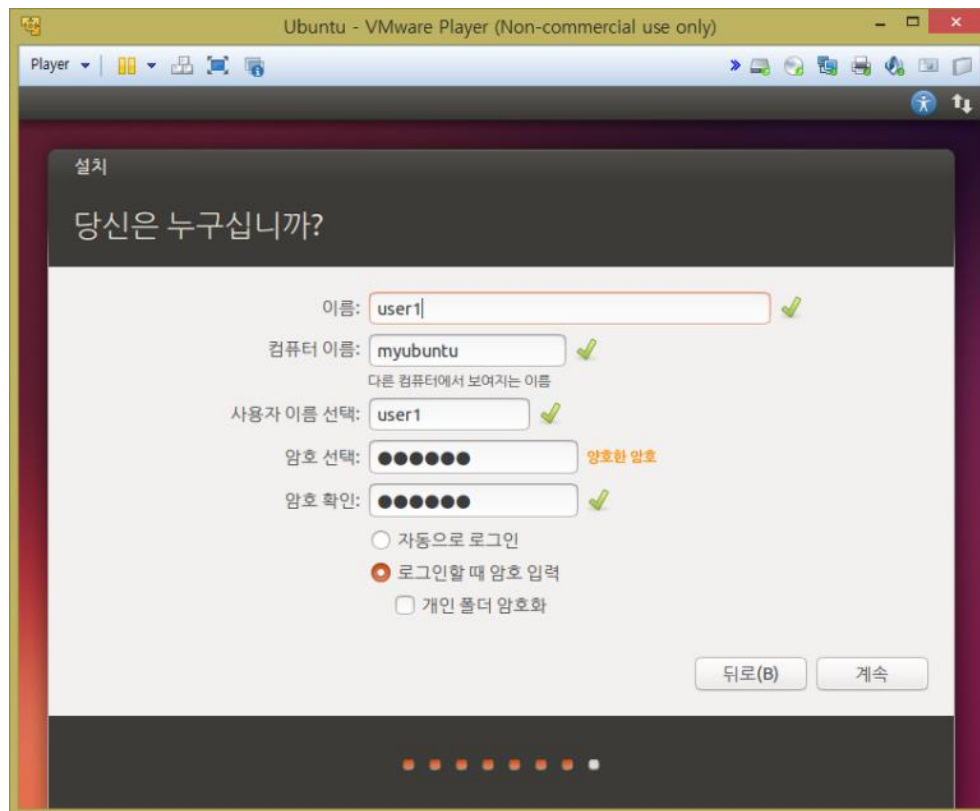 Ubuntu - VMware Player (Non-commercial use only)
Player
설치
당신은 누구십니까?
이름: user1
컴퓨터 이름: myubuntu
다른 컴퓨터에서 보여지는 이름
사용자 이름 선택: user1
암호 선택: ●●●●●● 양호한 암호
암호 확인: ●●●●●●
자동으로 로그인
로그인할 때 암호 입력
개인 폴더 암호화
뒤로(B) 계속